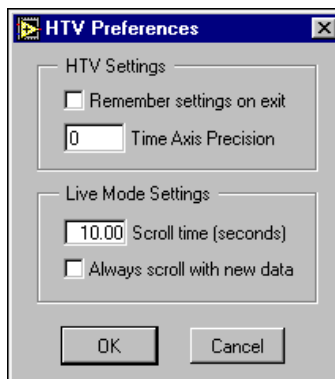 HTV Preferences
HTV Settings
Remember settings on exit
0 Time Axis Precision
Live Mode Settings
10.00 Scroll time (seconds)
Always scroll with new data
OK Cancel